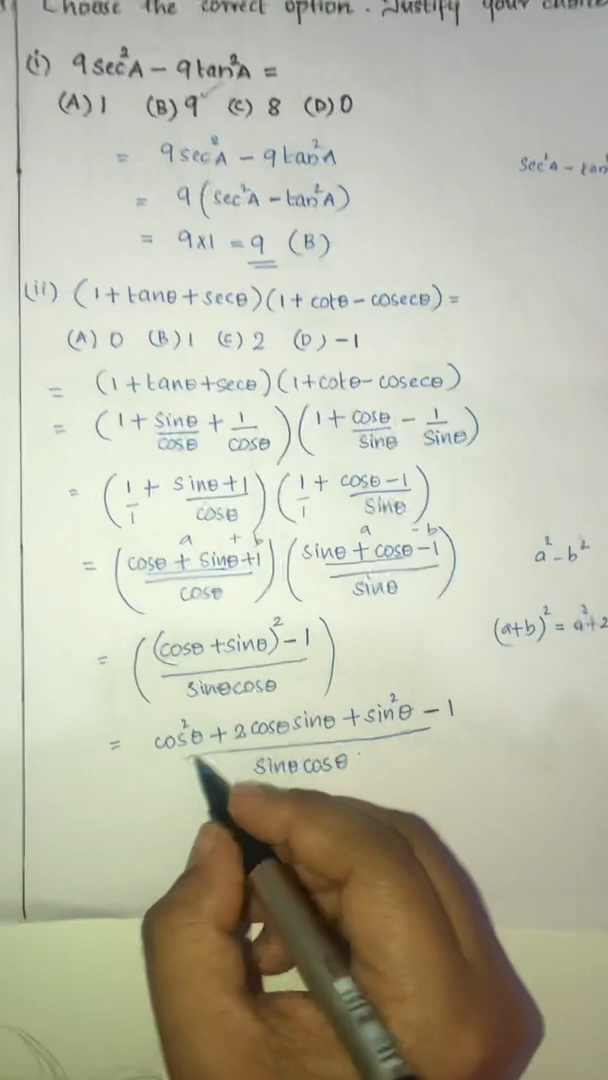 Choose the correct option. Justify your
(i) 9sec²A – 9tan²A =
(A) 1 (B) 9 (C) 8 (D) 0
= 9sec²A – 9tan²A
sec²A – tan
= 9(sec²A – tan²A)
= 9×1 = 9 (B)
(ii) (1+tanθ+secθ)(1+cotθ–cosecθ)=
(A) 0 (B) 1 (C) 2 (D) –1
= (1+tanθ+secθ)(1+cotθ–cosecθ)
= (1+sinθ/cosθ + 1/cosθ)(1+cosθ/sinθ – 1/sinθ)
= (1/1 + sinθ+1/cosθ)(1/1 + cosθ–1/sinθ)
a + b a – b
= (cosθ + sinθ+1/cosθ)(sinθ + cosθ–1/sinθ)
a²–b²
= ((cosθ+sinθ)²–1/sinθcosθ)
(a+b)² = a²+2
= cos²θ + 2cosθsinθ + sin²θ – 1/sinθcosθ